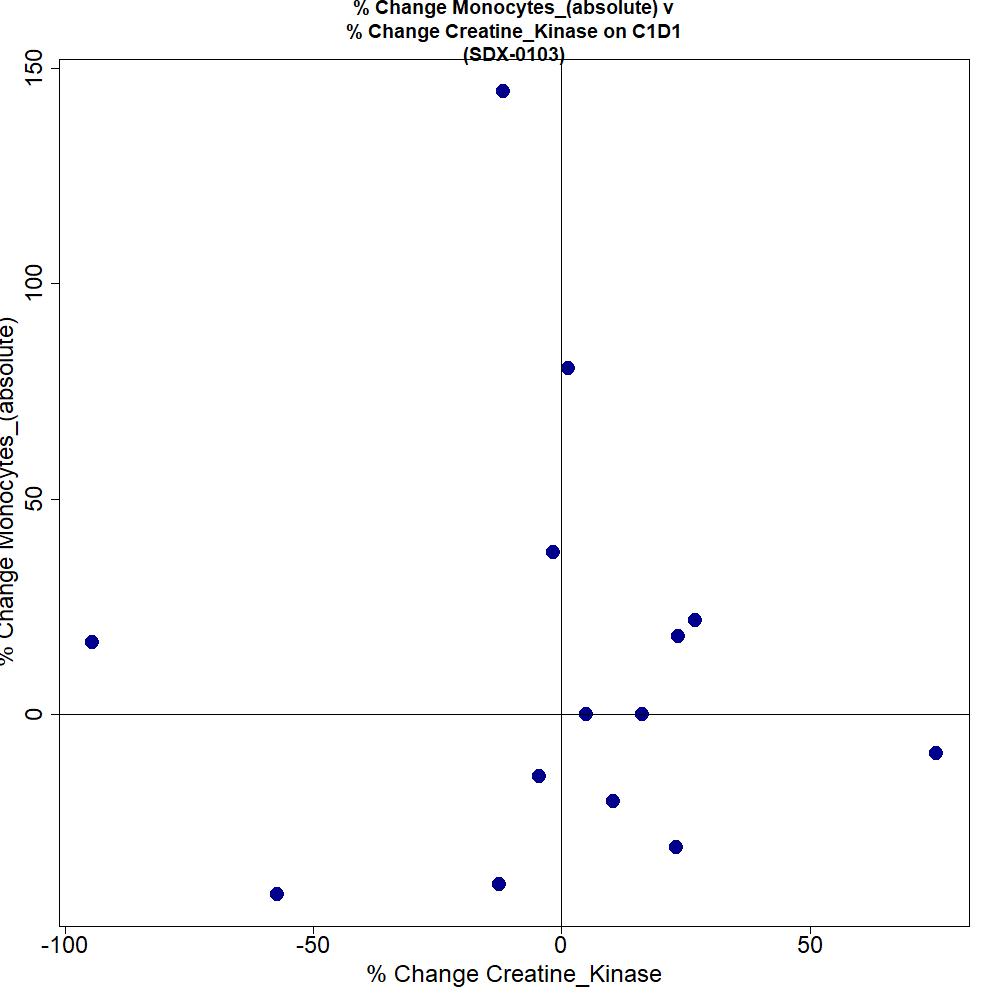 % Change Monocytes_(absolute) v
% Change Creatine_Kinase on C1D1
(SDX-0103)
150
100
50
0
% Change Monocytes_(absolute)
-100
-50
0
50
% Change Creatine_Kinase